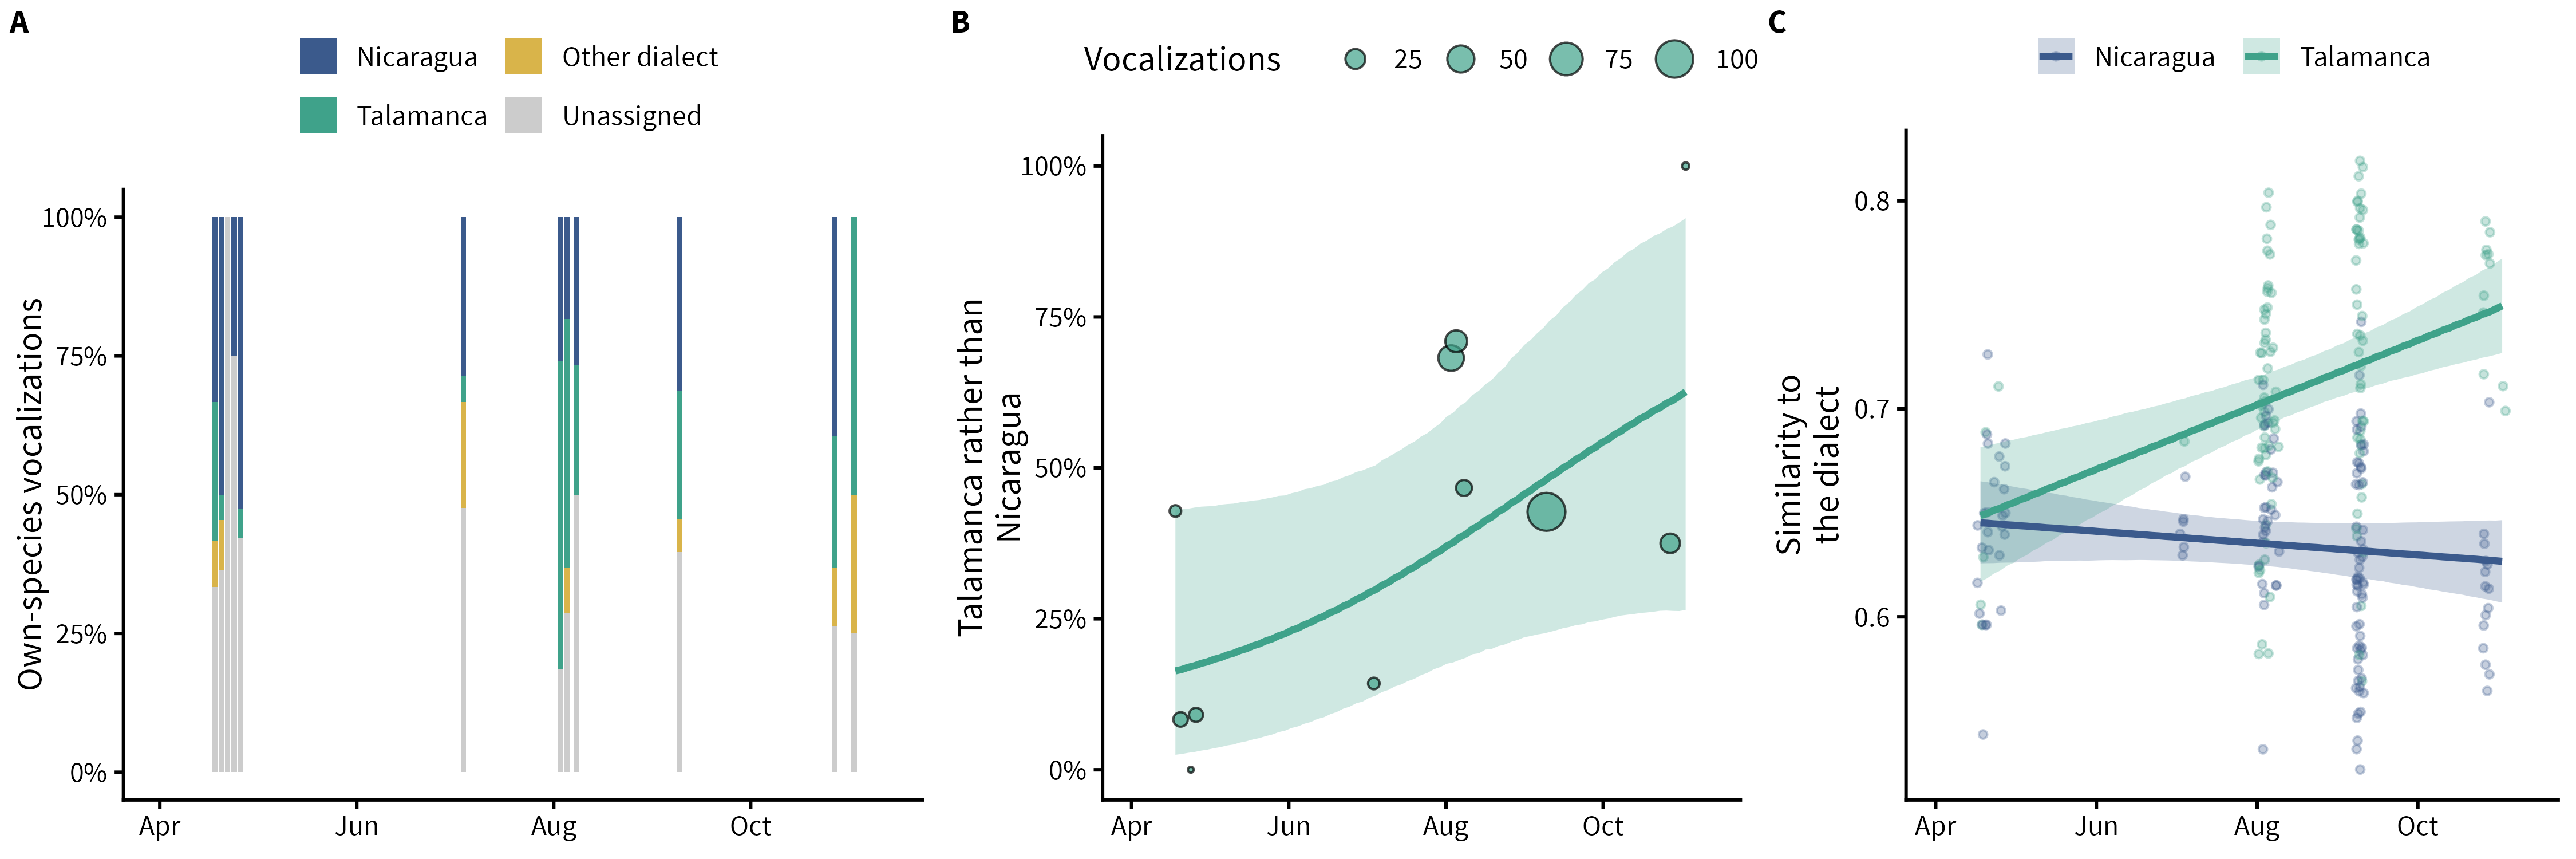 A
Nicaragua
Other dialect
Talamanca
Unassigned
Own-species vocalizations
100%
75%
50%
25%
0%
Apr
Jun
Aug
Oct
B
Vocalizations
25
50
75
100
Talamanca rather than
Nicaragua
100%
75%
50%
25%
0%
Apr
Jun
Aug
Oct
C
Nicaragua
Talamanca
Similarity to
the dialect
0.8
0.7
0.6
Apr
Jun
Aug
Oct